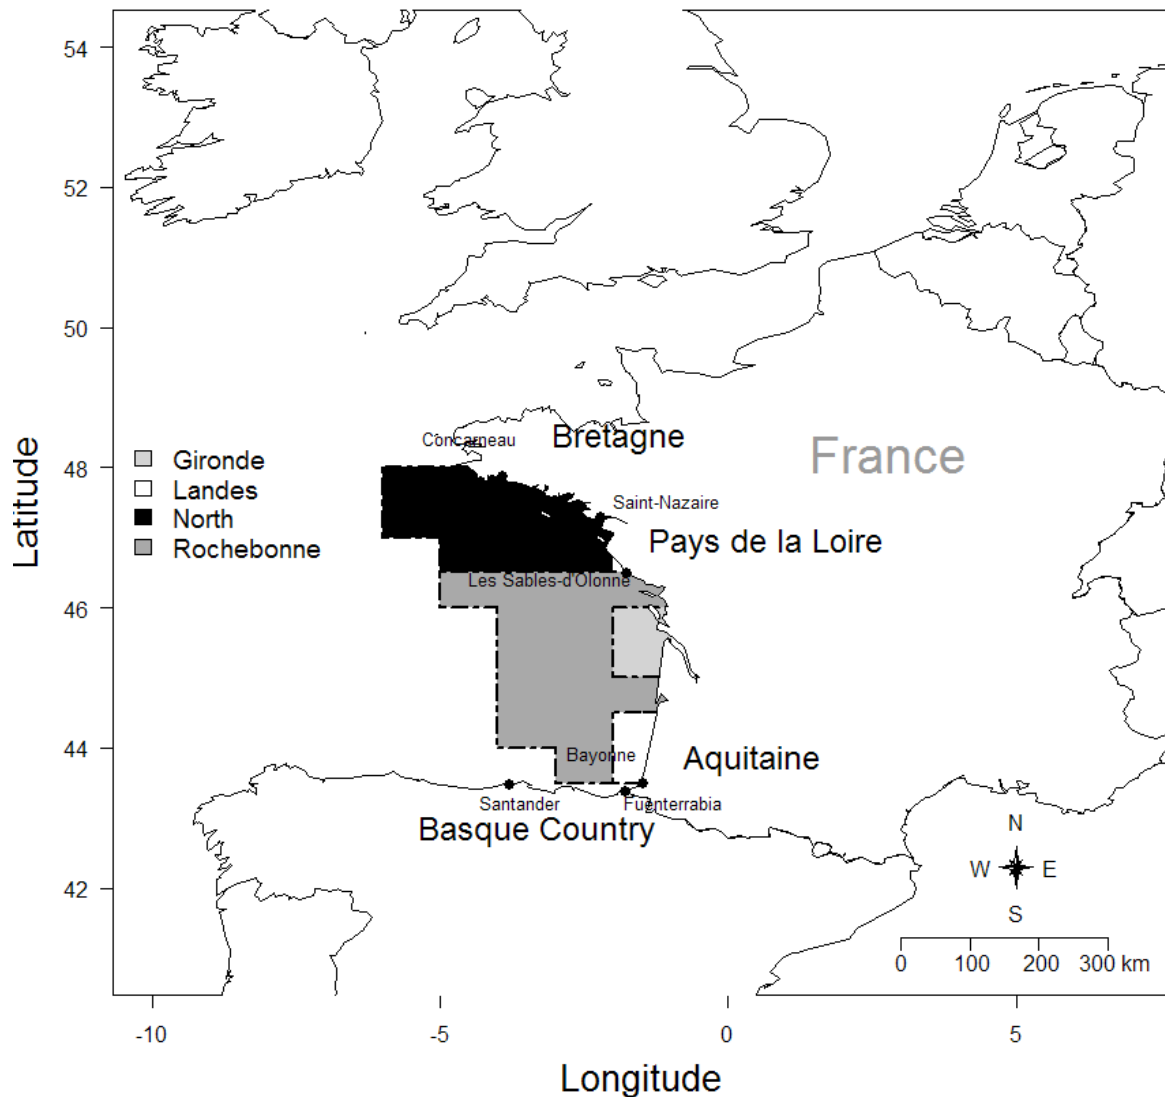 54
52
50
48
46
44
42
Latitude
Gironde
Landes
North
Rochebonne
Concarneau
Bretagne
France
Saint-Nazaire
Pays de la Loire
Les Sables-d'Olonne
Bayonne
Aquitaine
Santander
Fuenterrabia
Basque Country
N
W E
S
0 100 200 300 km
-10 -5 0 5
Longitude